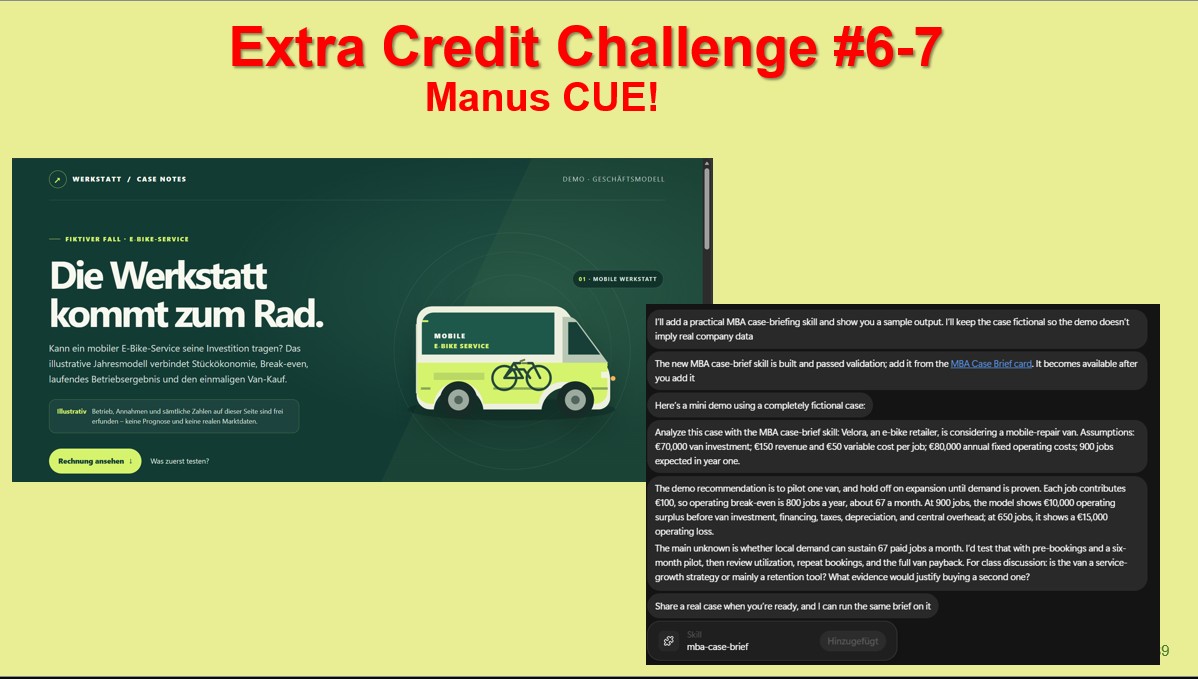 Extra Credit Challenge #6-7
Manus CUE!
WERKSTATT / CASE NOTES
DEMO · GESCHÄFTSMODELL
FIKTIVER FALL · E-BIKE-SERVICE
Die Werkstatt
kommt zum Rad.
Kann ein mobiler E-Bike-Service seine Investition tragen? Das
illustrative Jahresmodell verbindet Stückökonomie, Break-even,
laufendes Betriebsergebnis und den einmaligen Van-Kauf.
Illustrativ Betrieb, Annahmen und sämtliche Zahlen auf dieser Seite sind frei
erfunden – keine Prognose und keine realen Marktdaten.
Rechnung ansehen ↓ Was zuerst testen?
01 · MOBILE WERKSTATT
MOBILE
E-BIKE SERVICE
I'll add a practical MBA case-briefing skill and show you a sample output. I'll keep the case fictional so the demo doesn't
imply real company data
The new MBA case-brief skill is built and passed validation; add it from the MBA Case Brief card. It becomes available after
you add it
Here's a mini demo using a completely fictional case:
Analyze this case with the MBA case-brief skill: Velora, an e-bike retailer, is considering a mobile-repair van. Assumptions:
€70,000 van investment; €150 revenue and €50 variable cost per job; €80,000 annual fixed operating costs; 900 jobs
expected in year one.
The demo recommendation is to pilot one van, and hold off on expansion until demand is proven. Each job contributes
€100, so operating break-even is 800 jobs a year, about 67 a month. At 900 jobs, the model shows €10,000 operating
surplus before van investment, financing, taxes, depreciation, and central overhead; at 650 jobs, it shows a €15,000
operating loss.
The main unknown is whether local demand can sustain 67 paid jobs a month. I'd test that with pre-bookings and a six-
month pilot, then review utilization, repeat bookings, and the full van payback. For class discussion: is the van a service-
growth strategy or mainly a retention tool? What evidence would justify buying a second one?
Share a real case when you're ready, and I can run the same brief on it
Skill
mba-case-brief
Hinzugefügt